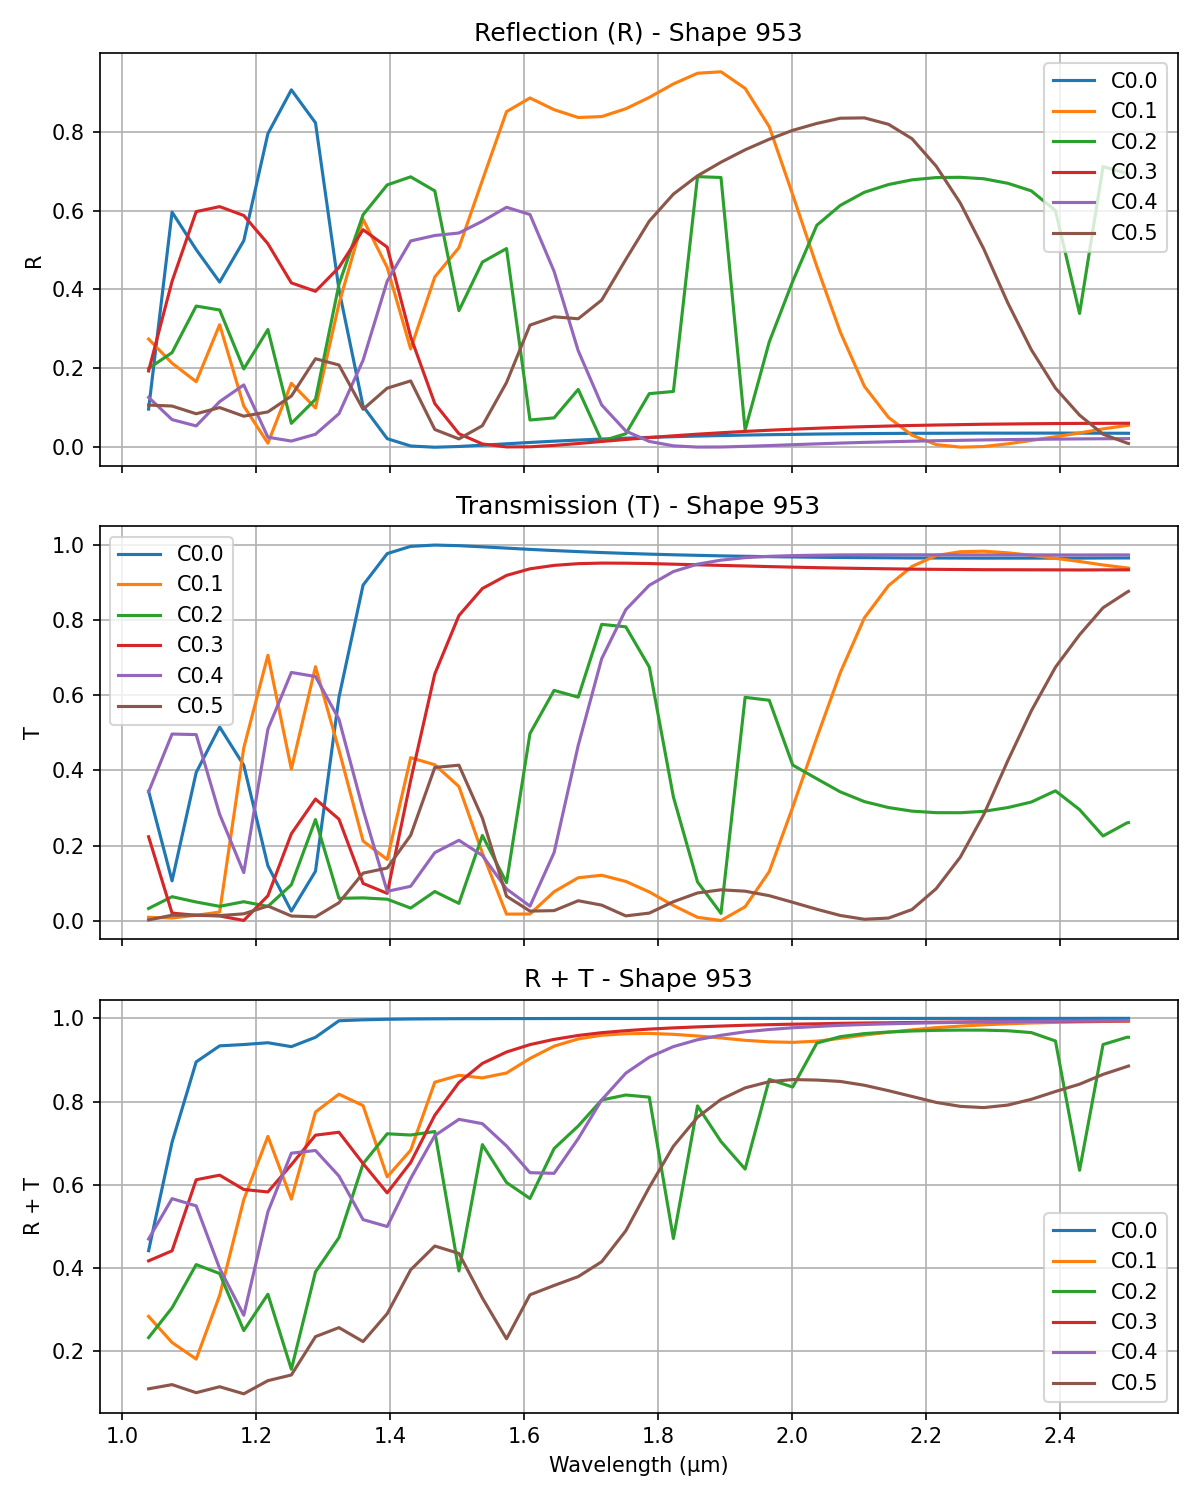 Reflection (R) - Shape 953
0.8
0.6
0.4
0.2
0.0
R
C0.0
C0.1
C0.2
C0.3
C0.4
C0.5
Transmission (T) - Shape 953
1.0
0.8
0.6
0.4
0.2
0.0
T
C0.0
C0.1
C0.2
C0.3
C0.4
C0.5
R + T - Shape 953
1.0
0.8
0.6
0.4
0.2
R + T
C0.0
C0.1
C0.2
C0.3
C0.4
C0.5
1.0 1.2 1.4 1.6 1.8 2.0 2.2 2.4
Wavelength (μm)